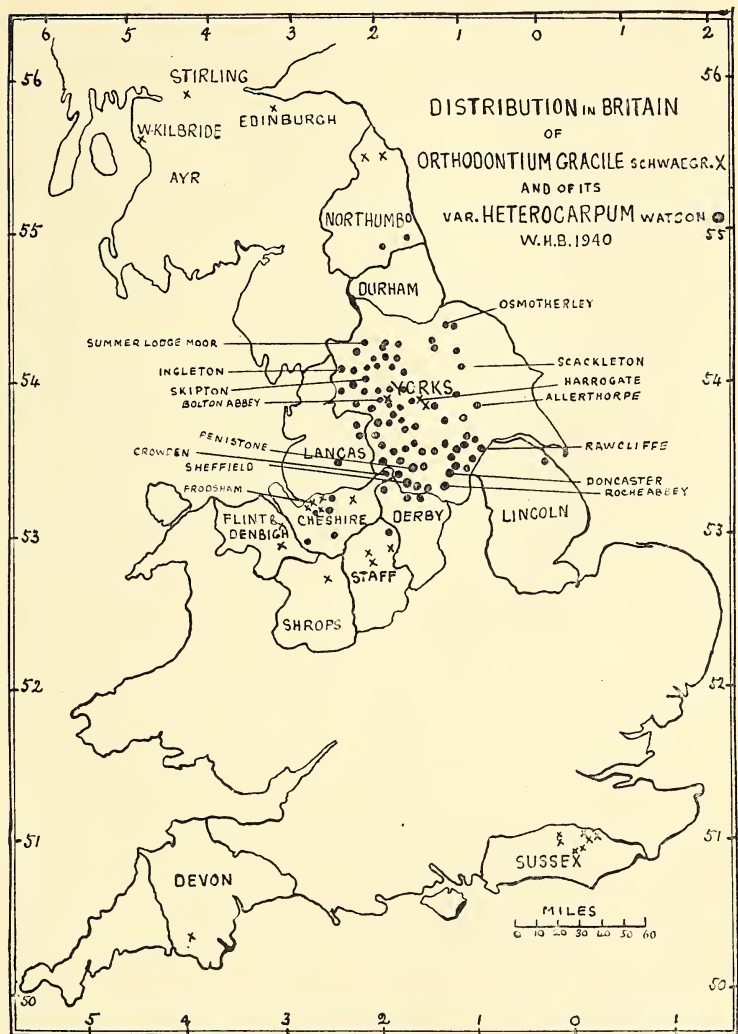 6 5 4 3 2 1 0 1 2
56 56
STIRLING
EDINBURGH
W.KILBRIDE
AYR
DISTRIBUTION IN BRITAIN
OF
ORTHODONTIUM GRACILE SCHWAEGR. X
AND OF ITS
VAR. HETEROCARPUM WATSON
W.H.B. 1940
55 55
NORTHUMBD
DURHAM
OSMOTHERLEY
SUMMER LODGE MOOR
INGLETON
SKIPTON
BOLTON ABBEY
YORKS
SCACKLETON
HARROGATE
ALLERTHORPE
54 54
PENISTONE
CROWDEN
SHEFFIELD
FRODSHAM
LANCAS
RAWCLIFFE
DONCASTER
ROCHE ABBEY
FLINT &
DENBIGH
CHESHIRE
DERBY
LINCOLN
53 53
STAFF
SHROPS
52 52
51 51
DEVON
SUSSEX
MILES
0 10 20 30 40 50 60
50 50
5 4 3 2 1 0 1